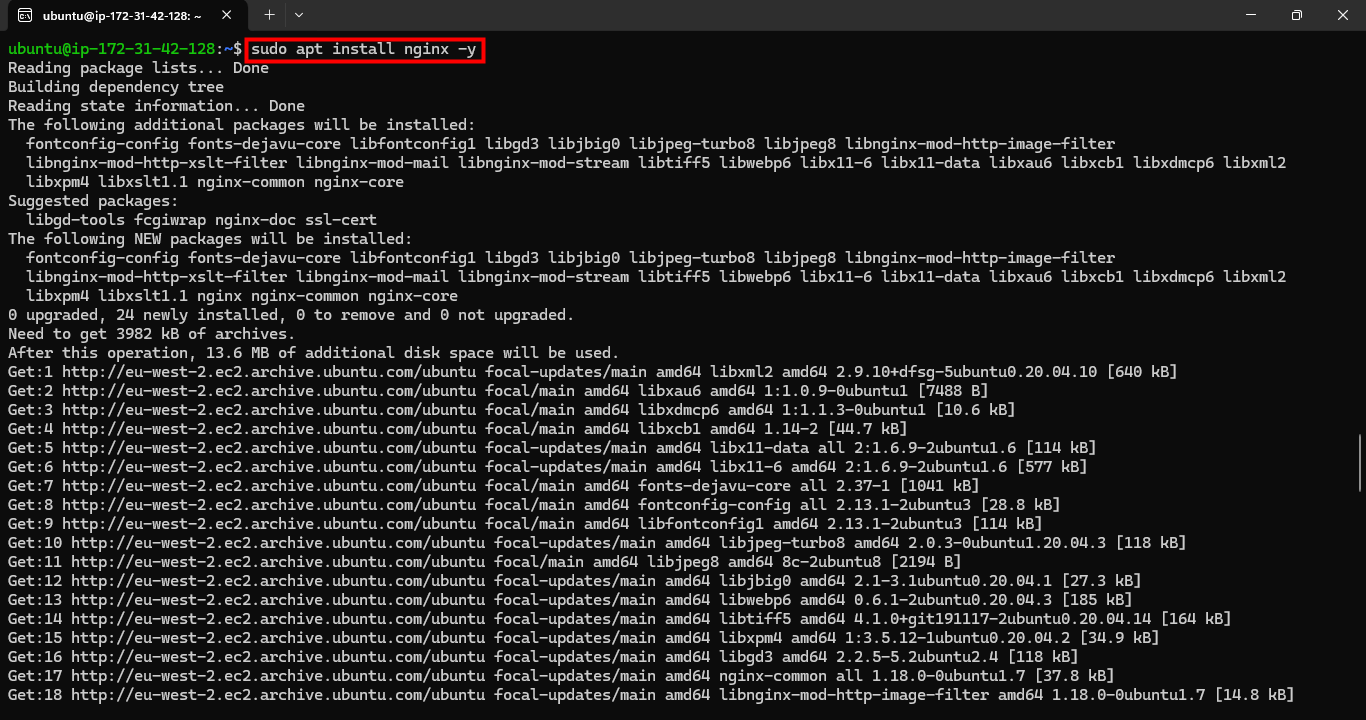 ubuntu@ip-172-31-42-128: ~
ubuntu@ip-172-31-42-128:~$ sudo apt install nginx -y
Reading package lists... Done
Building dependency tree
Reading state information... Done
The following additional packages will be installed:
  fontconfig-config fonts-dejavu-core libfontconfig1 libgd3 libjbig0 libjpeg-turbo8 libjpeg8 libnginx-mod-http-image-filter
  libnginx-mod-http-xslt-filter libnginx-mod-mail libnginx-mod-stream libtiff5 libwebp6 libx11-6 libx11-data libxau6 libxcb1 libxdmcp6 libxml2
  libxpm4 libxslt1.1 nginx-common nginx-core
Suggested packages:
  libgd-tools fcgiwrap nginx-doc ssl-cert
The following NEW packages will be installed:
  fontconfig-config fonts-dejavu-core libfontconfig1 libgd3 libjbig0 libjpeg-turbo8 libjpeg8 libnginx-mod-http-image-filter
  libnginx-mod-http-xslt-filter libnginx-mod-mail libnginx-mod-stream libtiff5 libwebp6 libx11-6 libx11-data libxau6 libxcb1 libxdmcp6 libxml2
  libxpm4 libxslt1.1 nginx nginx-common nginx-core
0 upgraded, 24 newly installed, 0 to remove and 0 not upgraded.
Need to get 3982 kB of archives.
After this operation, 13.6 MB of additional disk space will be used.
Get:1 http://eu-west-2.ec2.archive.ubuntu.com/ubuntu focal-updates/main amd64 libxml2 amd64 2.9.10+dfsg-5ubuntu0.20.04.10 [640 kB]
Get:2 http://eu-west-2.ec2.archive.ubuntu.com/ubuntu focal/main amd64 libxau6 amd64 1:1.0.9-0ubuntu1 [7488 B]
Get:3 http://eu-west-2.ec2.archive.ubuntu.com/ubuntu focal/main amd64 libxdmcp6 amd64 1:1.1.3-0ubuntu1 [10.6 kB]
Get:4 http://eu-west-2.ec2.archive.ubuntu.com/ubuntu focal/main amd64 libxcb1 amd64 1.14-2 [44.7 kB]
Get:5 http://eu-west-2.ec2.archive.ubuntu.com/ubuntu focal-updates/main amd64 libx11-data all 2:1.6.9-2ubuntu1.6 [114 kB]
Get:6 http://eu-west-2.ec2.archive.ubuntu.com/ubuntu focal-updates/main amd64 libx11-6 amd64 2:1.6.9-2ubuntu1.6 [577 kB]
Get:7 http://eu-west-2.ec2.archive.ubuntu.com/ubuntu focal/main amd64 fonts-dejavu-core all 2.37-1 [1041 kB]
Get:8 http://eu-west-2.ec2.archive.ubuntu.com/ubuntu focal/main amd64 fontconfig-config all 2.13.1-2ubuntu3 [28.8 kB]
Get:9 http://eu-west-2.ec2.archive.ubuntu.com/ubuntu focal/main amd64 libfontconfig1 amd64 2.13.1-2ubuntu3 [114 kB]
Get:10 http://eu-west-2.ec2.archive.ubuntu.com/ubuntu focal-updates/main amd64 libjpeg-turbo8 amd64 2.0.3-0ubuntu1.20.04.3 [118 kB]
Get:11 http://eu-west-2.ec2.archive.ubuntu.com/ubuntu focal/main amd64 libjpeg8 amd64 8c-2ubuntu8 [2194 B]
Get:12 http://eu-west-2.ec2.archive.ubuntu.com/ubuntu focal-updates/main amd64 libjbig0 amd64 2.1-3.1ubuntu0.20.04.1 [27.3 kB]
Get:13 http://eu-west-2.ec2.archive.ubuntu.com/ubuntu focal-updates/main amd64 libwebp6 amd64 0.6.1-2ubuntu0.20.04.3 [185 kB]
Get:14 http://eu-west-2.ec2.archive.ubuntu.com/ubuntu focal-updates/main amd64 libtiff5 amd64 4.1.0+git191117-2ubuntu0.20.04.14 [164 kB]
Get:15 http://eu-west-2.ec2.archive.ubuntu.com/ubuntu focal-updates/main amd64 libxpm4 amd64 1:3.5.12-1ubuntu0.20.04.2 [34.9 kB]
Get:16 http://eu-west-2.ec2.archive.ubuntu.com/ubuntu focal-updates/main amd64 libgd3 amd64 2.2.5-5.2ubuntu2.4 [118 kB]
Get:17 http://eu-west-2.ec2.archive.ubuntu.com/ubuntu focal-updates/main amd64 nginx-common all 1.18.0-0ubuntu1.7 [37.8 kB]
Get:18 http://eu-west-2.ec2.archive.ubuntu.com/ubuntu focal-updates/main amd64 libnginx-mod-http-image-filter amd64 1.18.0-0ubuntu1.7 [14.8 kB]